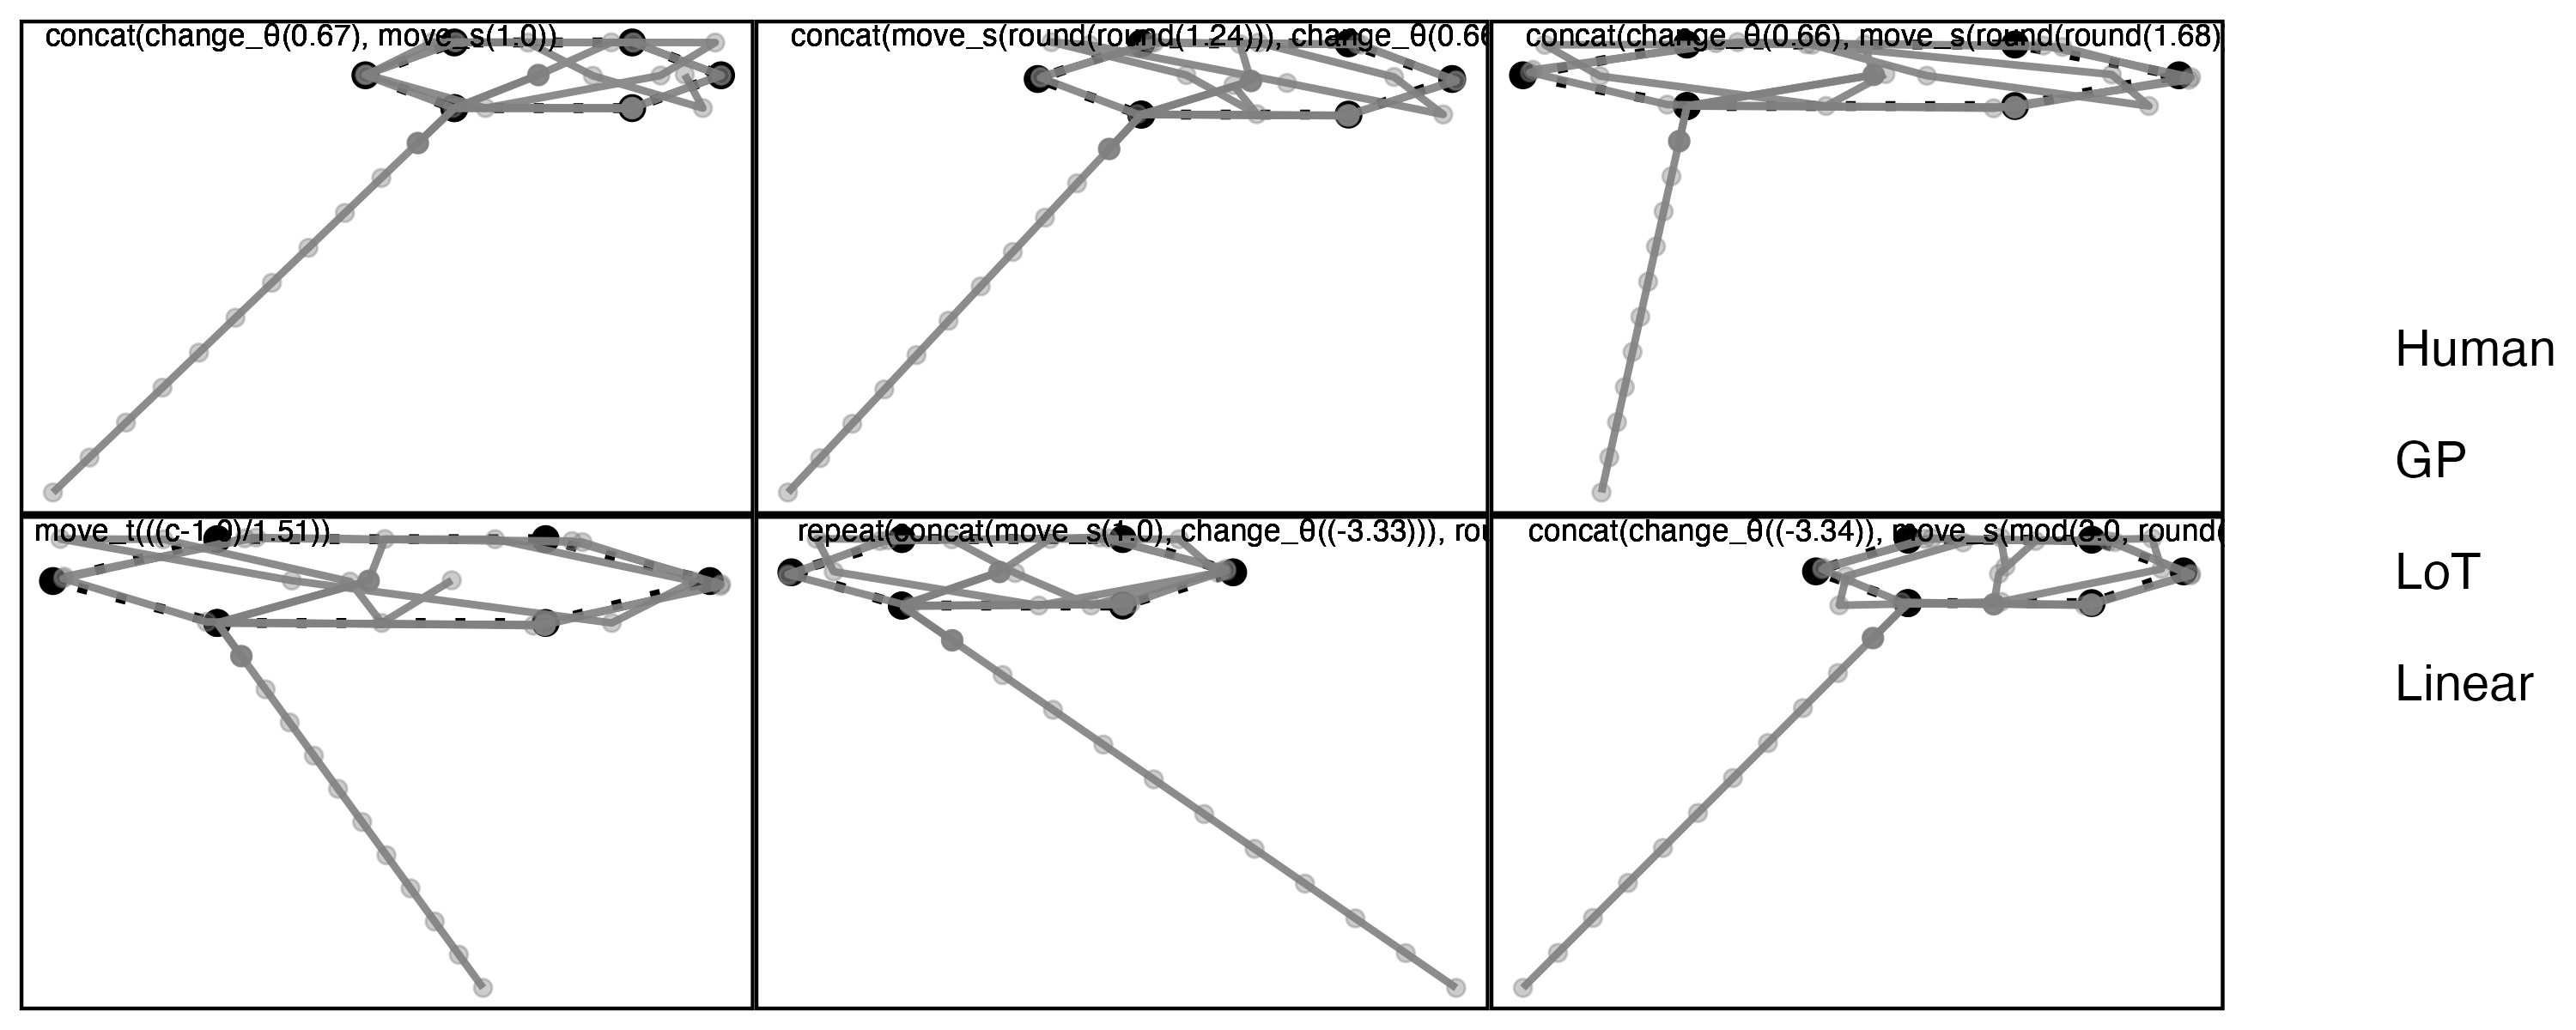 concat(change_θ(0.67), move_s(1.0))
concat(move_s(round(round(1.24))), change_θ(0.66
concat(change_θ(0.66), move_s(round(round(1.68)
move_t(((c-1.0)/1.51))
repeat(concat(move_s(1.0), change_θ((-3.33))), rou
concat(change_θ((-3.34)), move_s(mod(3.0, round(
Human
GP
LoT
Linear